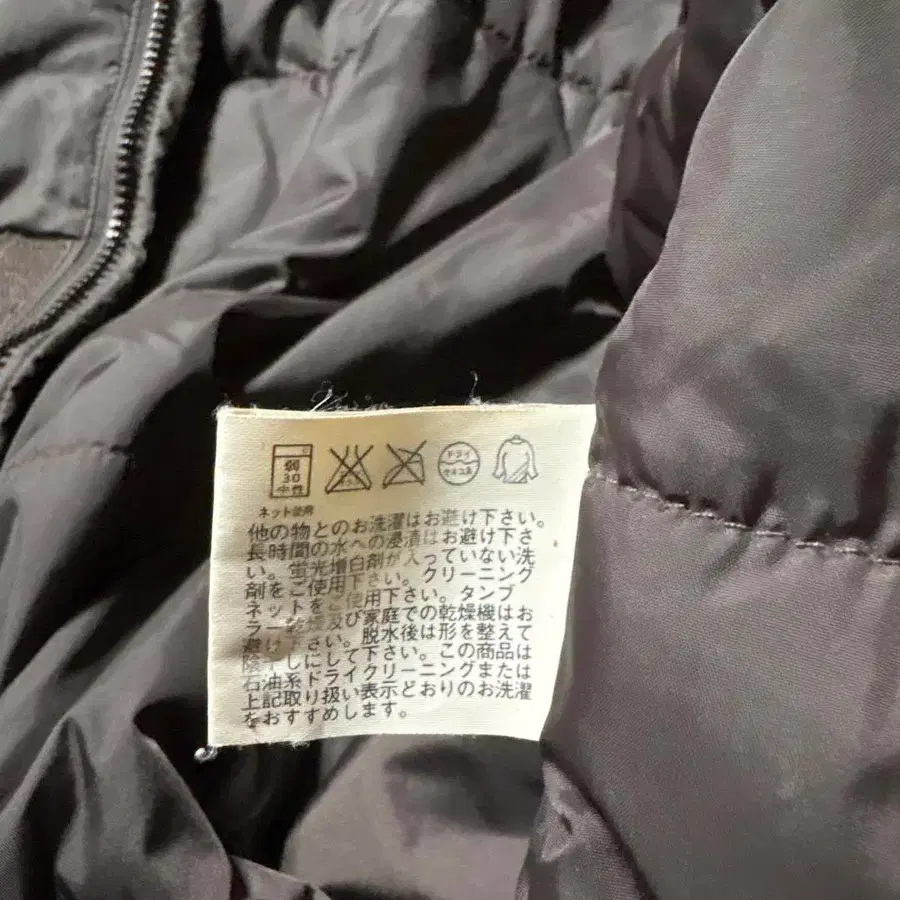 弱
30
中性
ドライ
セキユ系
ネット使用
他の物とのお洗濯はお避け下さい。
長時間の水への浸漬はお避け下さ
い。蛍光増白剤が入っていない洗
剤をご使用下さい。クリーニング
ネットをご使用下さい。タンブ
ラー乾燥及び家庭での乾燥機はお
避け下さい。脱水後は形を整えて
陰干しにして下さい。この商品は
石油系ドライクリーニングまたは
上記取り扱い表示どおりのお洗濯
をおすすめします。